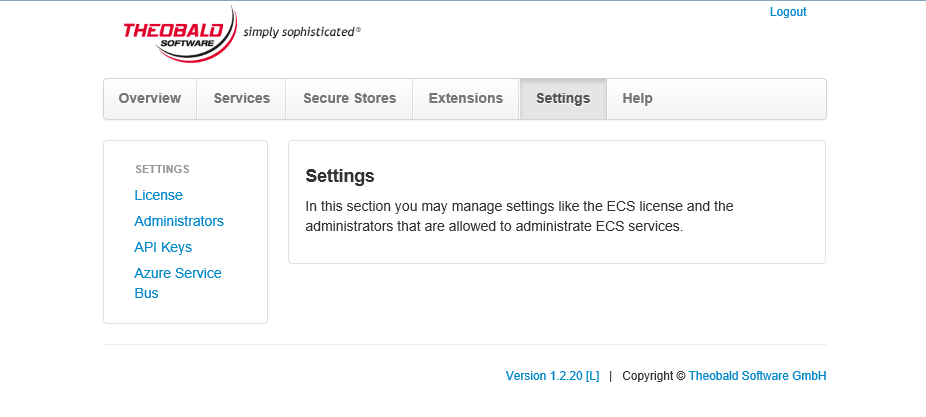 Logout
THEOBALD
SOFTWARE
simply sophisticated®
Overview Services Secure Stores Extensions Settings Help
SETTINGS
License
Administrators
API Keys
Azure Service
Bus
Settings
In this section you may manage settings like the ECS license and the
administrators that are allowed to administrate ECS services.
Version 1.2.20 [L] | Copyright © Theobald Software GmbH